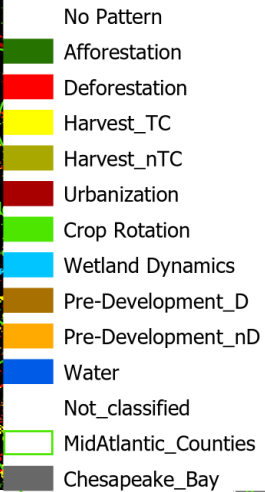 No Pattern
Afforestation
Deforestation
Harvest_TC
Harvest_nTC
Urbanization
Crop Rotation
Wetland Dynamics
Pre-Development_D
Pre-Development_nD
Water
Not_classified
MidAtlantic_Counties
Chesapeake_Bay